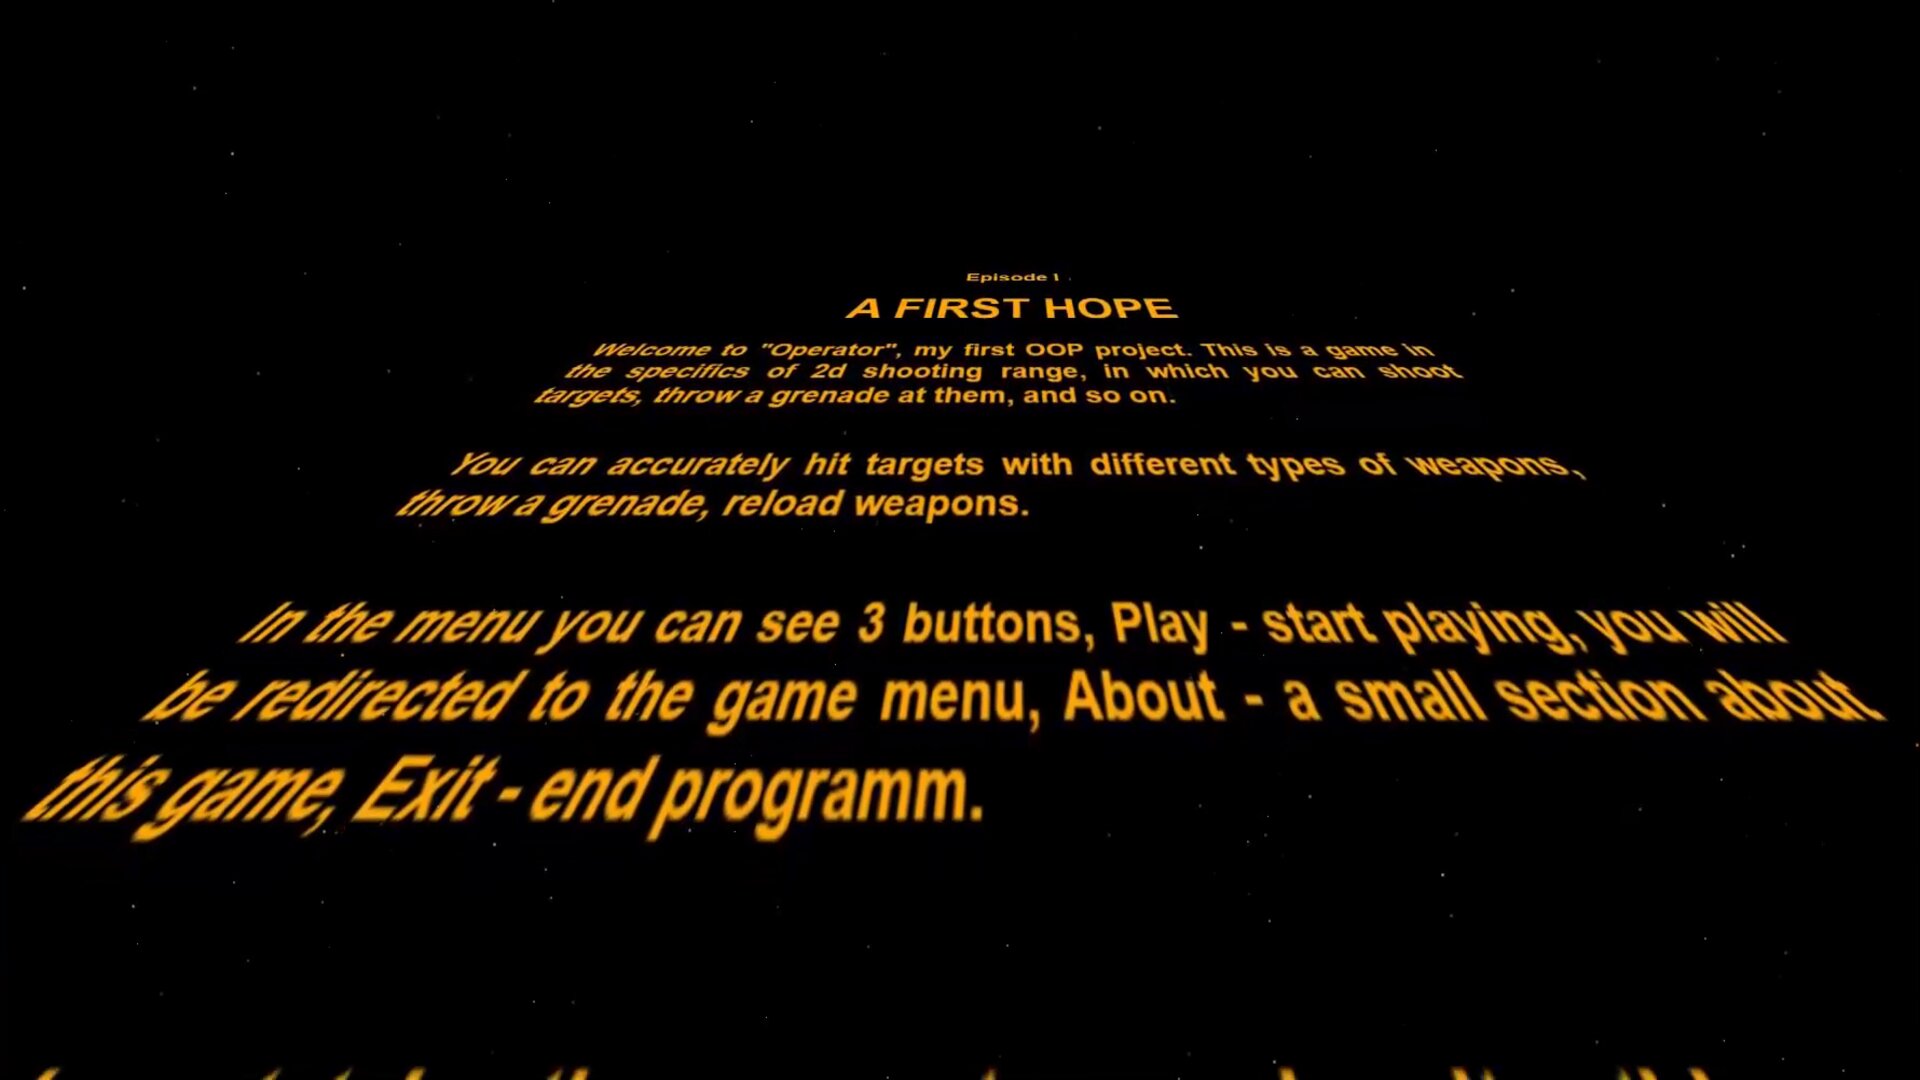 Episode I
A FIRST HOPE
Welcome to "Operator", my first OOP project. This is a game in
the specifics of 2d shooting range, in which you can shoot
targets, throw a grenade at them, and so on.
You can accurately hit targets with different types of weapons,
throw a grenade, reload weapons.
In the menu you can see 3 buttons, Play - start playing, you will
be redirected to the game menu, About - a small section about
this game, Exit - end programm.